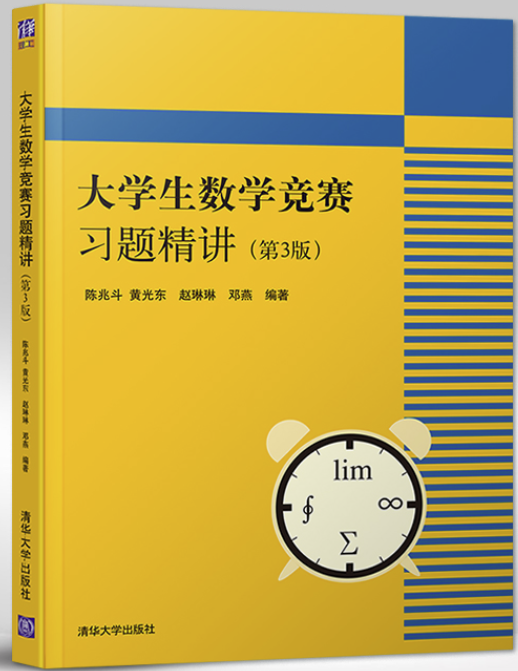 大学生数学竞赛习题精讲（第3版）
陈兆斗 黄光东 赵琳琳 邓燕 编著
清华大学出版社
大学生数学竞赛
习题精讲（第3版）
陈兆斗 黄光东 赵琳琳 邓燕 编著
lim
∮ ∞
Σ
清华大学出版社